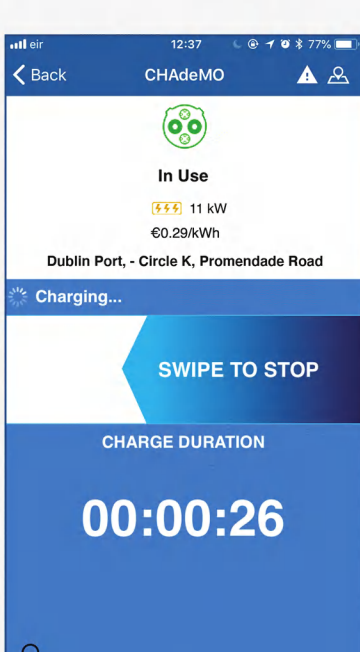 eir 12:37 77%
Back CHAdeMO
In Use
11 kW
€0.29/kWh
Dublin Port, - Circle K, Promendade Road
Charging...
SWIPE TO STOP
CHARGE DURATION
00:00:26